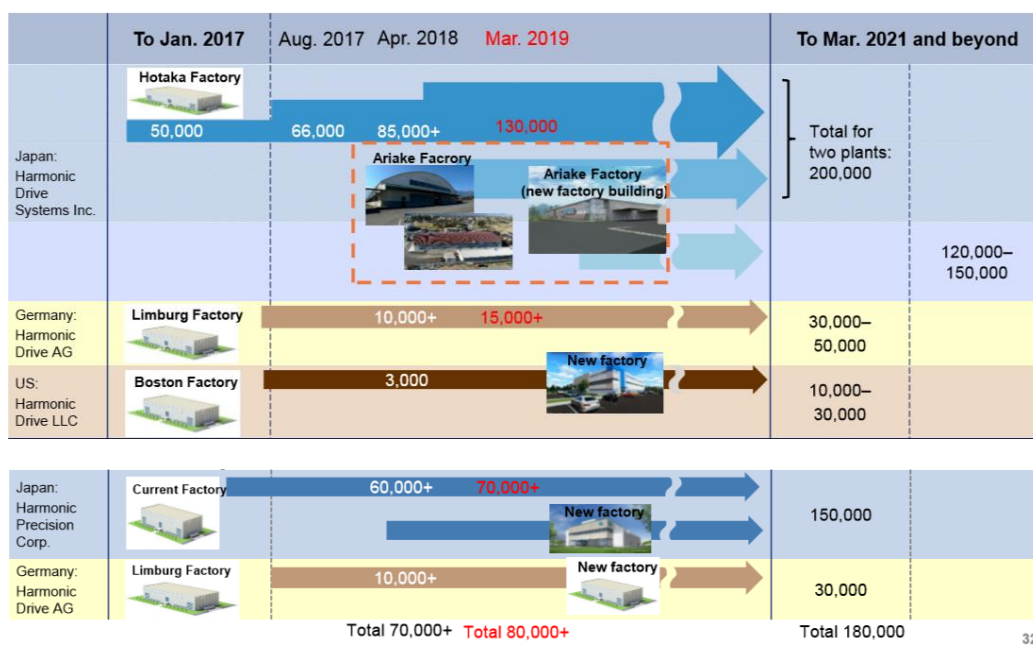 To Jan. 2017 Aug. 2017 Apr. 2018 Mar. 2019 To Mar. 2021 and beyond
Hotaka Factory
50,000 66,000 85,000+ 130,000
Japan:
Harmonic
Drive
Systems Inc.
Ariake Facrory
Ariake Factory
(new factory building)
Total for
two plants:
200,000
120,000–
150,000
Germany:
Harmonic
Drive AG
Limburg Factory
10,000+ 15,000+
30,000–
50,000
US:
Harmonic
Drive LLC
Boston Factory
3,000
New factory
10,000–
30,000
Japan:
Harmonic
Precision
Corp.
Current Factory
60,000+ 70,000+
New factory
150,000
Germany:
Harmonic
Drive AG
Limburg Factory
10,000+
New factory
30,000
Total 70,000+ Total 80,000+ Total 180,000
32